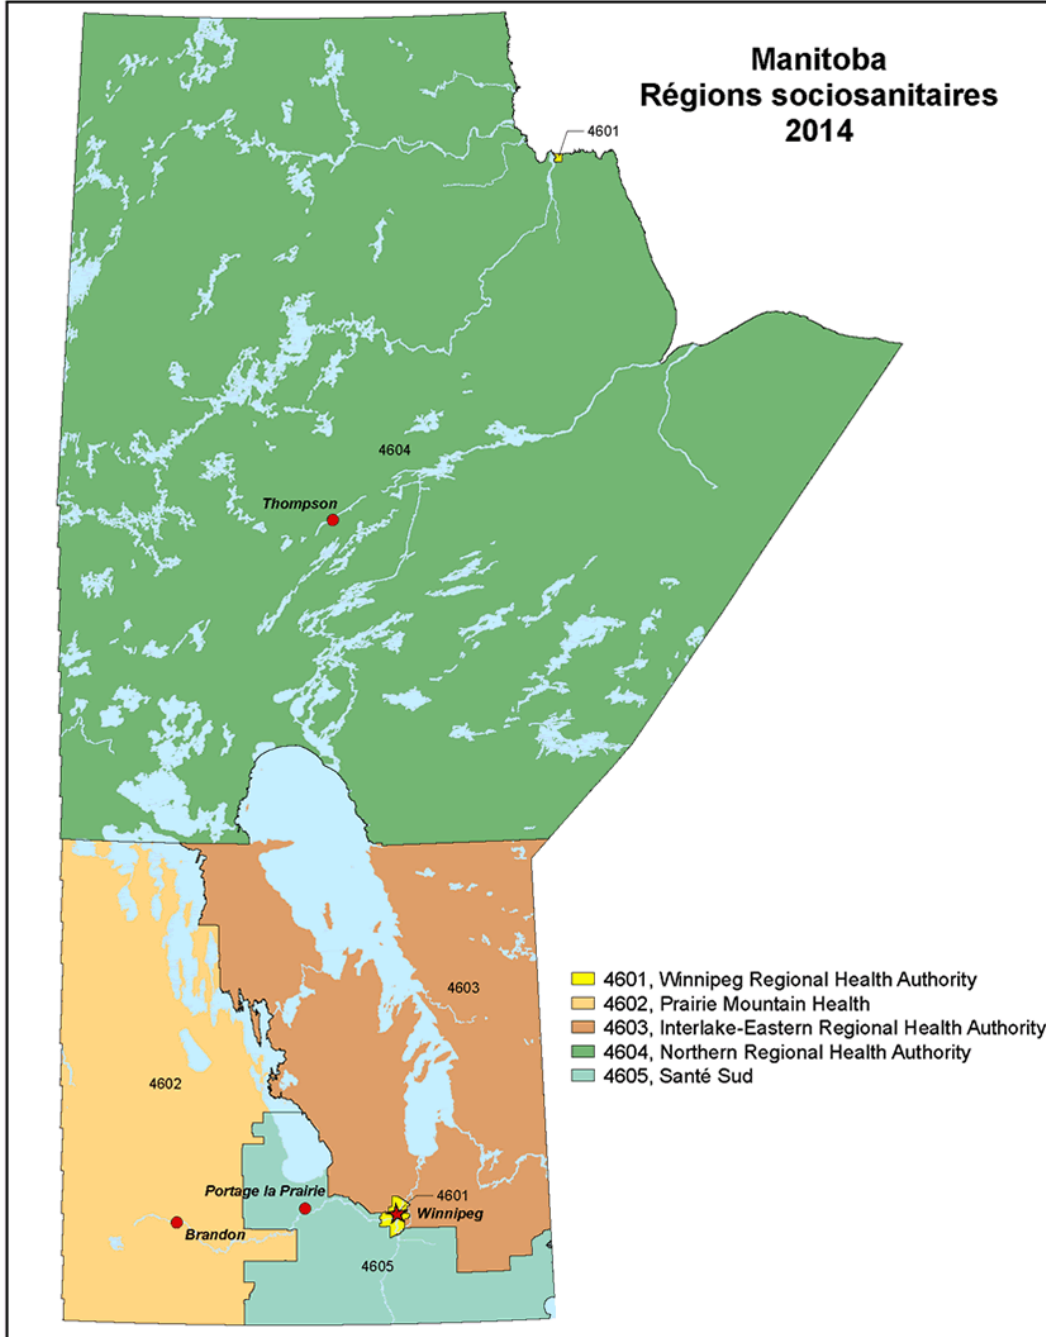 Manitoba
Régions sociosanitaires
2014
4601
4604
Thompson
4603
4601, Winnipeg Regional Health Authority
4602, Prairie Mountain Health
4603, Interlake-Eastern Regional Health Authority
4604, Northern Regional Health Authority
4605, Santé Sud
4602
Portage la Prairie
4601
Winnipeg
Brandon
4605